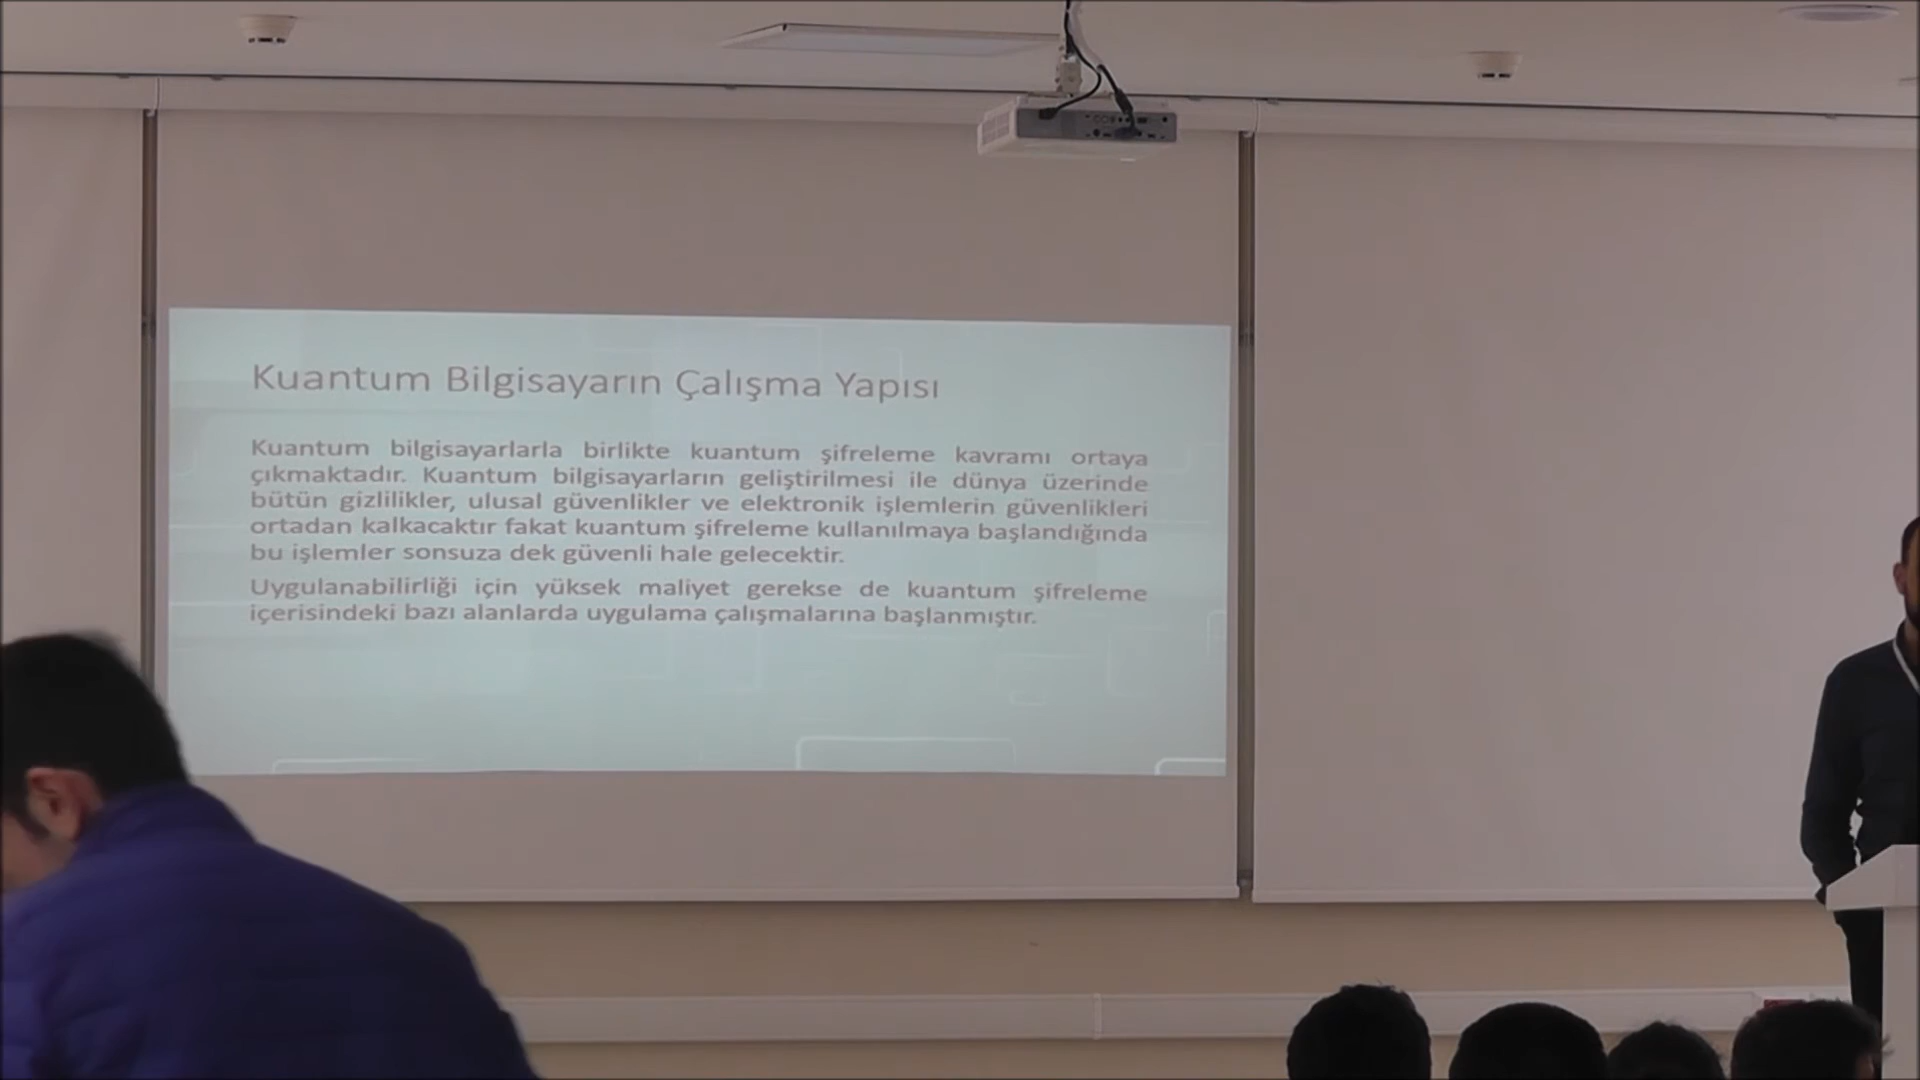 Kuantum Bilgisayarın Çalışma Yapısı
Kuantum bilgisayarlarla birlikte kuantum şifreleme kavramı ortaya
çıkmaktadır. Kuantum bilgisayarların geliştirilmesi ile dünya üzerinde
bütün gizlilikler, ulusal güvenlikler ve elektronik işlemlerin güvenlikleri
ortadan kalkacaktır fakat kuantum şifreleme kullanılmaya başlandığında
bu işlemler sonsuza dek güvenli hale gelecektir.
Uygulanabilirliği için yüksek maliyet gerekse de kuantum şifreleme
içerisindeki bazı alanlarda uygulama çalışmalarına başlanmıştır.